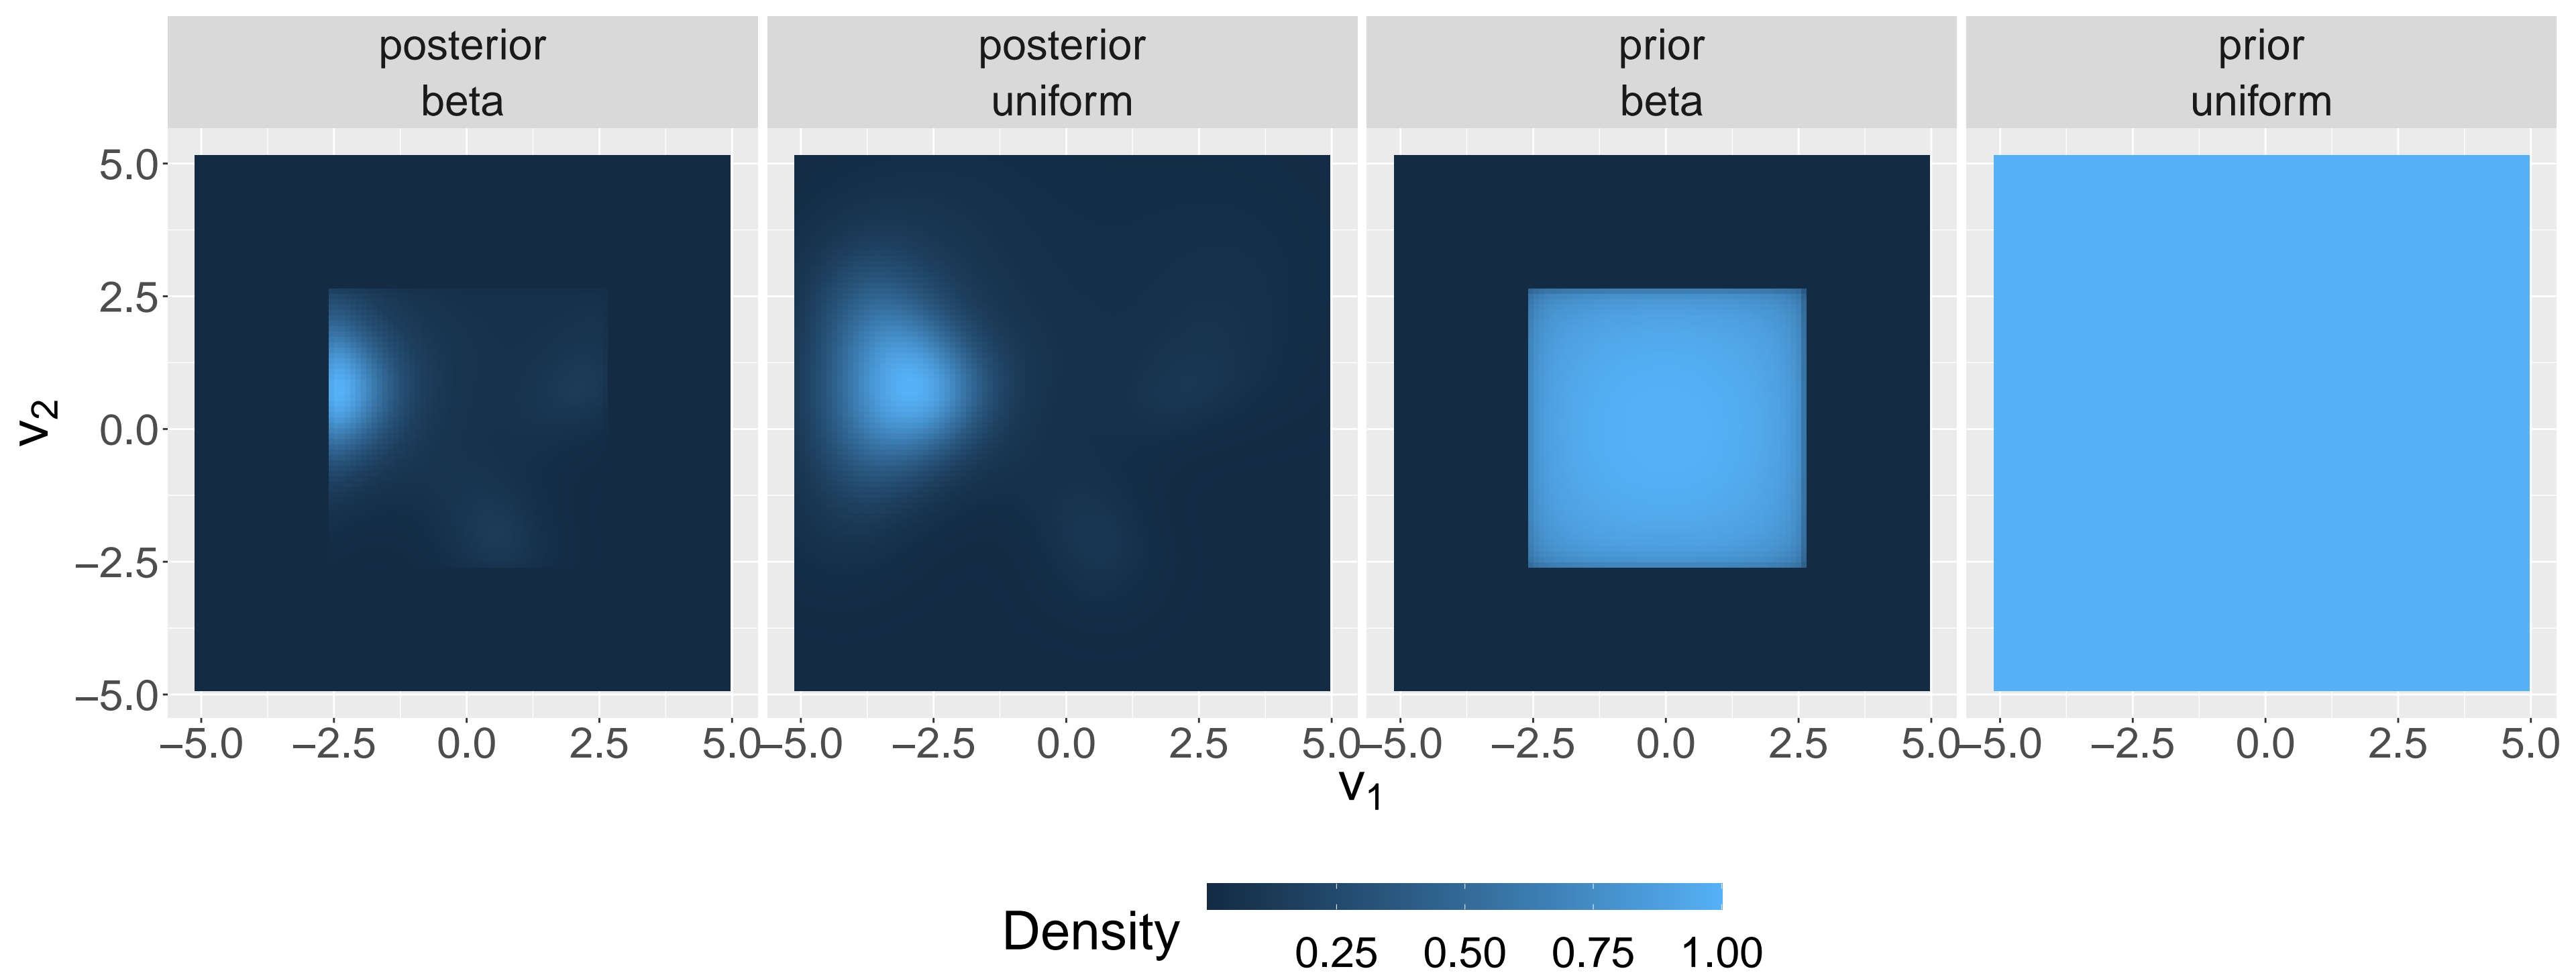 posterior posterior prior prior
beta uniform beta uniform
5.0
2.5
0.0
−2.5
−5.0
v2
−5.0 −2.5 0.0 2.5 5.0 −5.0 −2.5 0.0 2.5 5.0 −5.0 −2.5 0.0 2.5 5.0 −5.0 −2.5 0.0 2.5 5.0
v1
Density
0.25 0.50 0.75 1.00